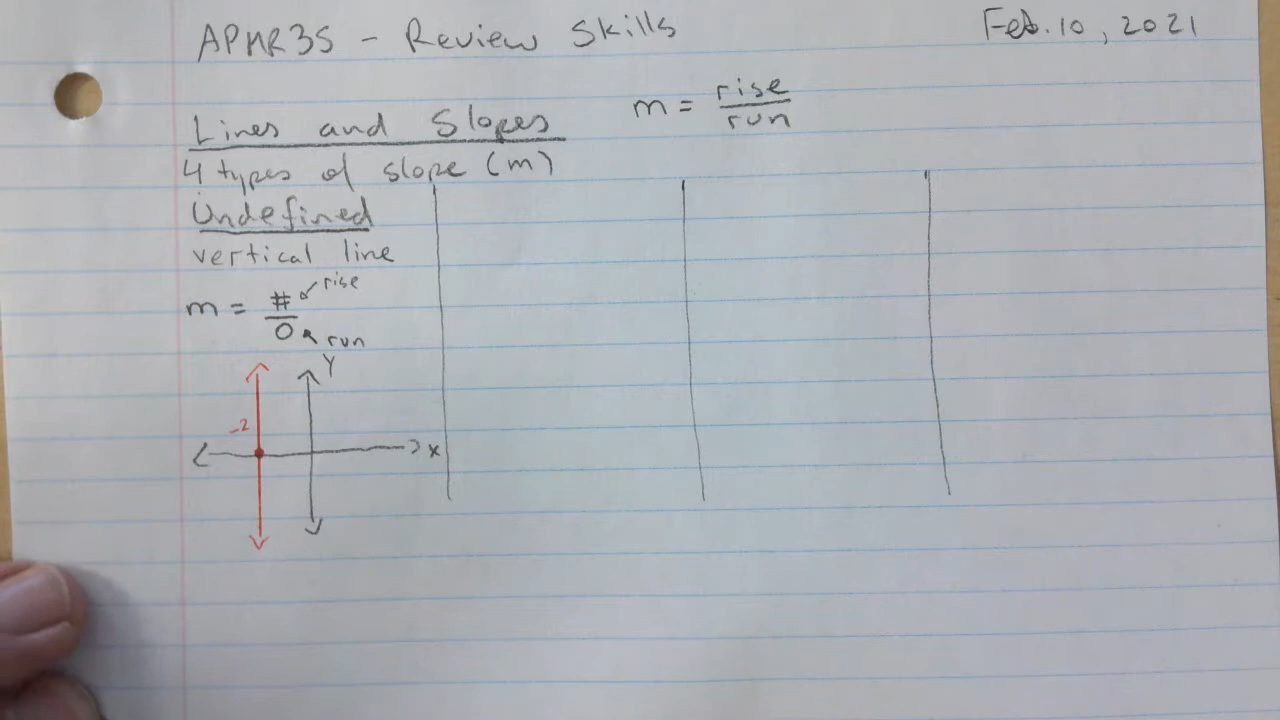 APMR3S - Review Skills
Feb. 10, 2021
Lines and Slopes
m = rise/run
4 types of slope (m)
Undefined
vertical line
m = #/0
rise
run
Y
-2
x